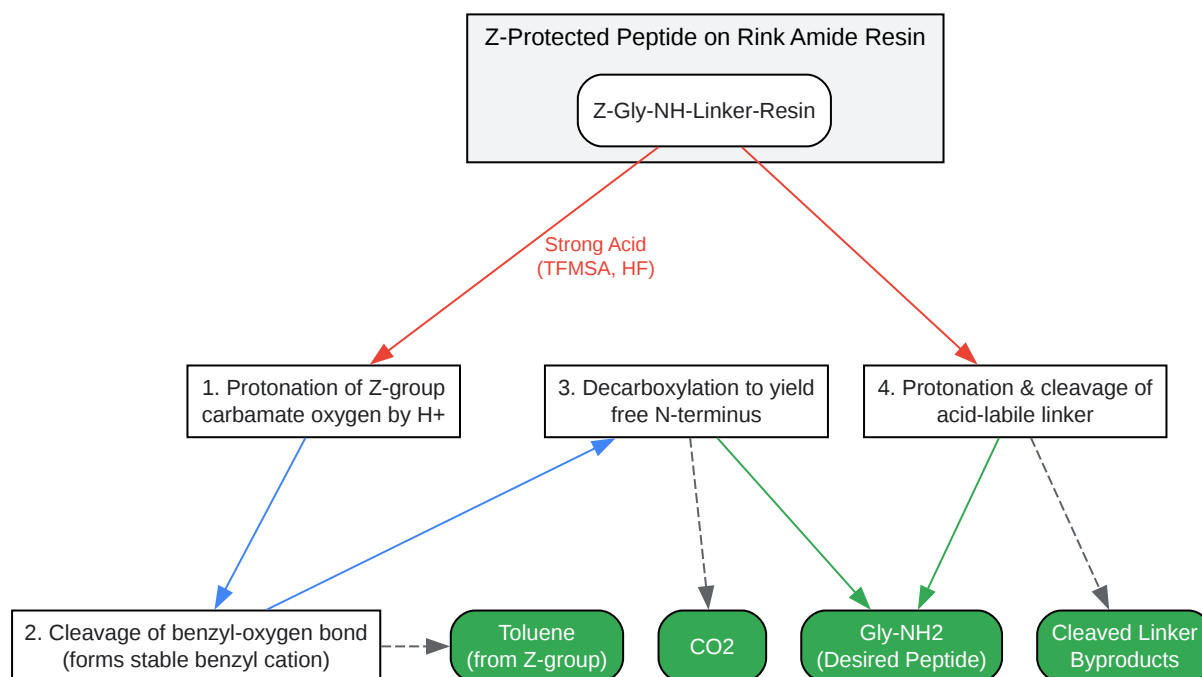 Z-Protected Peptide on Rink Amide Resin
Z-Gly-NH-Linker-Resin
Strong Acid
(TFMSA, HF)
1. Protonation of Z-group
carbamate oxygen by H+
3. Decarboxylation to yield
free N-terminus
4. Protonation & cleavage of
acid-labile linker
2. Cleavage of benzyl-oxygen bond
(forms stable benzyl cation)
Toluene
(from Z-group)
CO2
Gly-NH2
(Desired Peptide)
Cleaved Linker
Byproducts